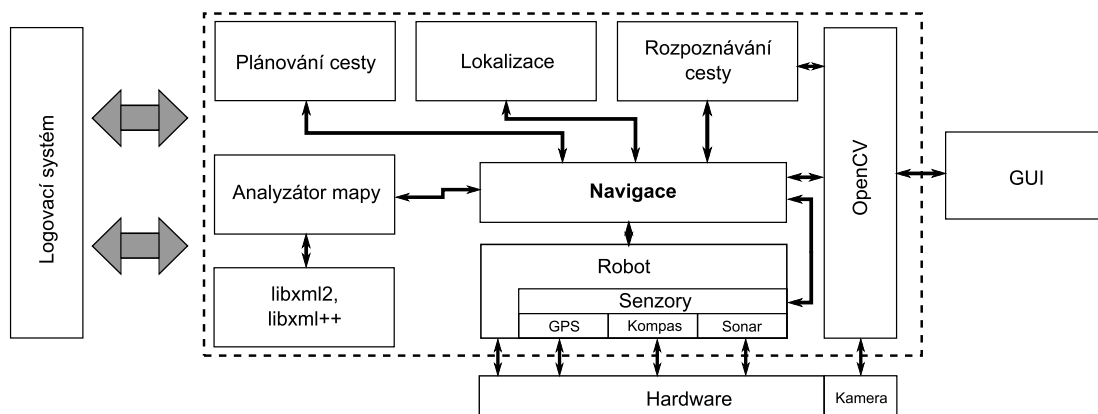 Logovací systém
Plánování cesty
Lokalizace
Rozpoznávání
cesty
Analyzátor mapy
Navigace
OpenCV
GUI
libxml2,
libxml++
Robot
Senzory
GPS
Kompas
Sonar
Hardware
Kamera